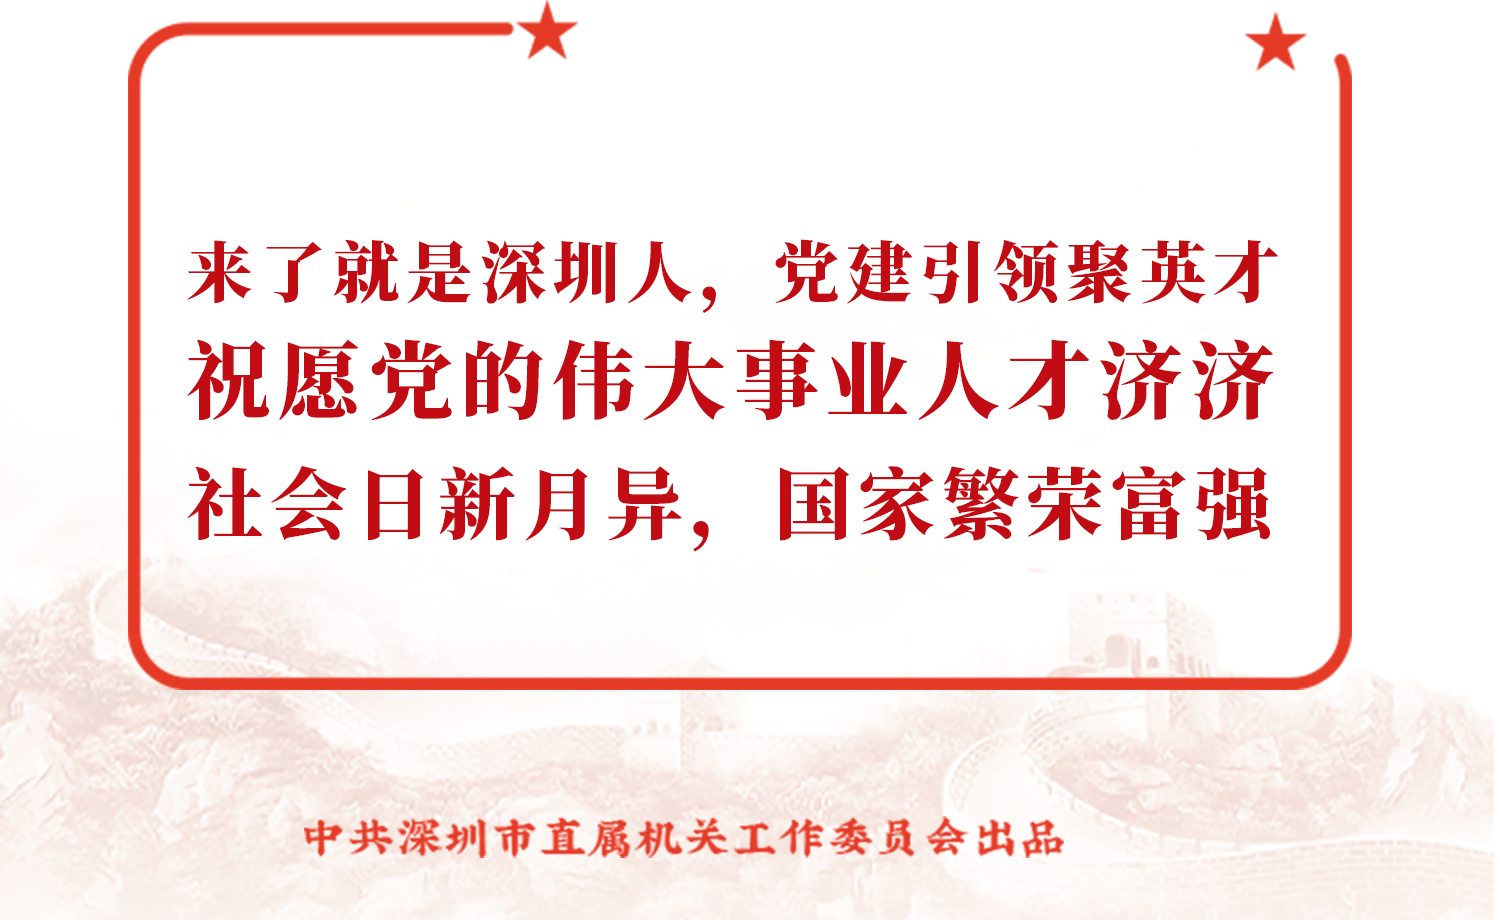 来了就是深圳人，党建引领聚英才
祝愿党的伟大事业人才济济
社会日新月异，国家繁荣富强
中共深圳市直属机关工作委员会出品